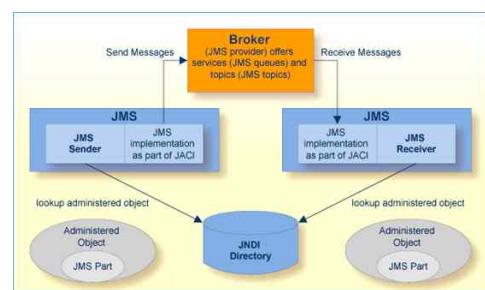 Broker
(JMS provider) offers
services (JMS queues) and
topics (JMS topics)
Send Messages
Receive Messages
JMS
JMS
Sender
JMS
implementation
as part of JACI
JMS
JMS
implementation
as part of JACI
JMS
Receiver
lookup administered object
lookup administered object
Administered
Object
JMS Part
JNDI
Directory
Administered
Object
JMS Part